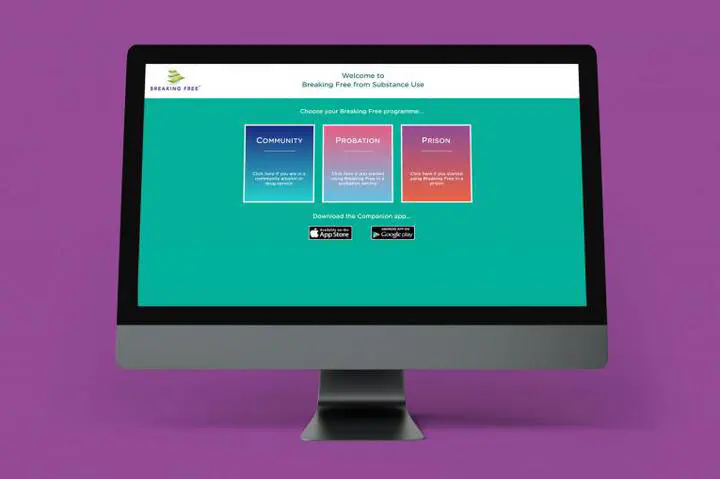 BREAKING FREE
Welcome to
Breaking Free from Substance Use
Choose your Breaking Free programme...
COMMUNITY
Click here if you are in a
community alcohol or
drug service
PROBATION
Click here if you started
using Breaking Free in a
probation service
PRISON
Click here if you started
using Breaking Free in a
prison
Download the Companion app...
Available on the
App Store
ANDROID APP ON
Google play